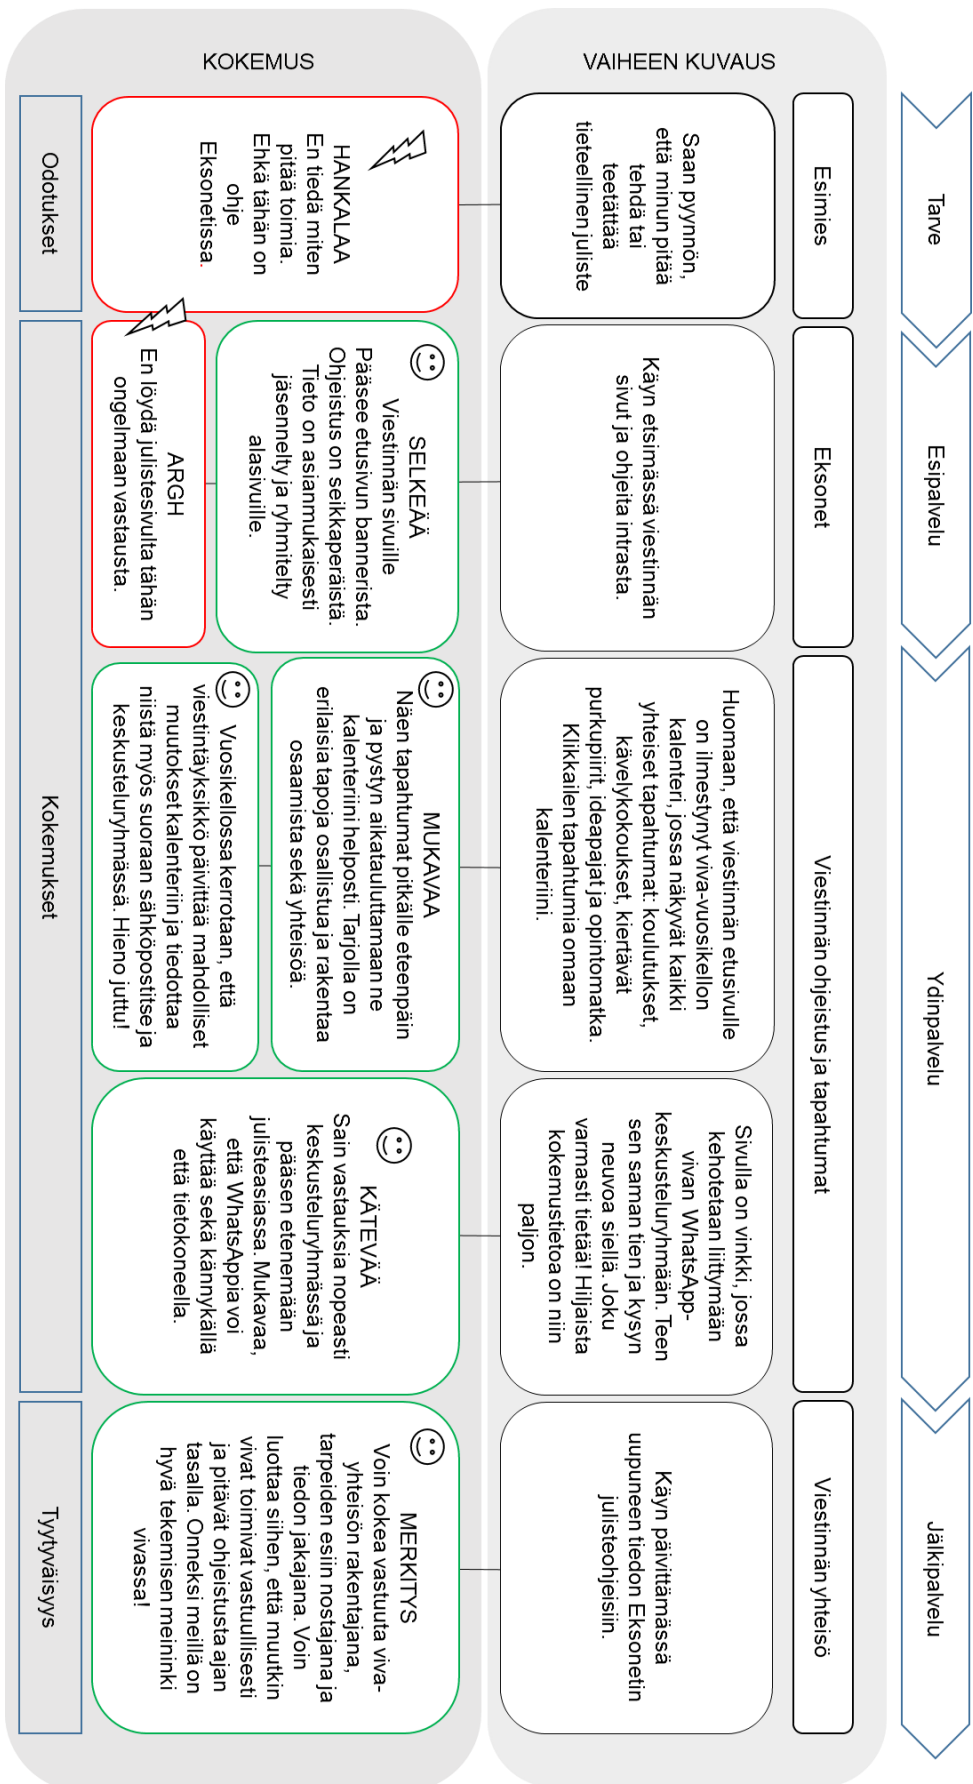 Tarve
Esipalvelu
Ydinpalvelu
Jälkipalvelu
VAIHEEN KUVAUS
Esimies
Eksonet
Viestinnän ohjeistus ja tapahtumat
Viestinnän yhteisö
Saan pyynnön,
että minun pitää
tehdä tai
teetättää
tieteellinen juliste
Käyn etsimässä viestinnän
sivut ja ohjeita intrasta.
Huomaan, että viestinnän etusivulle
on ilmestynyt viva-vuosikellon
kalenteri, jossa näkyvät kaikki
yhteiset tapahtumat: koulutukset,
kävelykokoukset, kiertävät
purkupiirit, ideapajat ja opintomatka.
Klikkailen tapahtumia omaan
kalenteriini.
Sivulla on vinkki, jossa
kehotetaan liittymään
vivan WhatsApp-
keskusteluryhmään. Teen
sen saman tien ja kysyn
neuvoa siellä. Joku
varmasti tietää! Hiljaista
kokemustietoa on niin
paljon.
Käyn päivittämässä
uupuneen tiedon Eksonetin
julisteohjeisiin.
KOKEMUS
HANKALAA
En tiedä miten
pitää toimia.
Ehkä tähän on
ohje
Eksonetissa.
SELKEÄÄ
Viestinnän sivuille
Pääsee etusivun bannerista.
Ohjeistus on seikkaperäistä.
Tieto on asianmukaisesti
jäsennelty ja ryhmitelty
alasivuille.
ARGH
En löydä julistesivulta tähän
ongelmaan vastausta.
MUKAVAA
Näen tapahtumat pitkälle eteenpäin
ja pystyn aikatauluttamaan ne
kalenteriini helposti. Tarjolla on
erilaisia tapoja osallistua ja rakentaa
osaamista sekä yhteisöä.
Vuosikellossa kerrotaan, että
viestintäyksikkö päivittää mahdolliset
muutokset kalenteriin ja tiedottaa
niistä myös suoraan sähköpostitse ja
keskusteluryhmässä. Hieno juttu!
KÄTEVÄÄ
Sain vastauksia nopeasti
keskusteluryhmässä ja
pääsen etenemään
julisteasiassa. Mukavaa,
että WhatsAppia voi
käyttää sekä kännykällä
että tietokoneella.
MERKITYS
Voin kokea vastuuta viva-
yhteisön rakentajana,
tarpeiden esiin nostajana ja
tiedon jakajana. Voin
luottaa siihen, että muutkin
vivat toimivat vastuullisesti
ja pitävät ohjeistusta ajan
tasalla. Onneksi meillä on
hyvä tekemisen meininki
vivassa!
Odotukset
Kokemukset
Tyytyväisyys